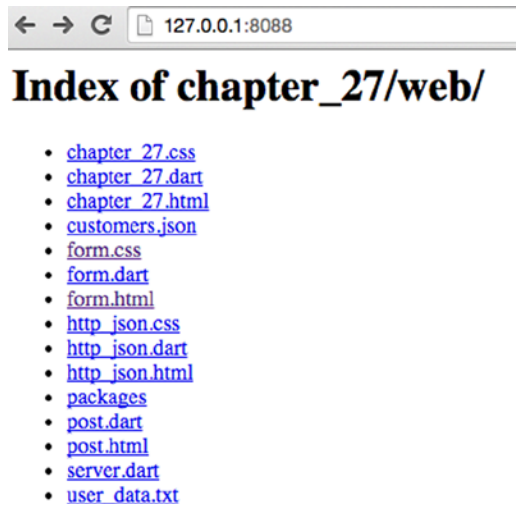 127.0.0.1:8088
Index of chapter_27/web/
chapter_27.css
chapter_27.dart
chapter_27.html
customers.json
form.css
form.dart
form.html
http_json.css
http_json.dart
http_json.html
packages
post.dart
post.html
server.dart
user_data.txt